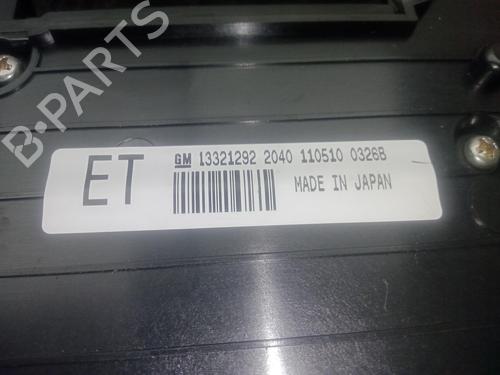 B-PARTS
ET
GM 13321292 2040 110510 0326B
MADE IN JAPAN